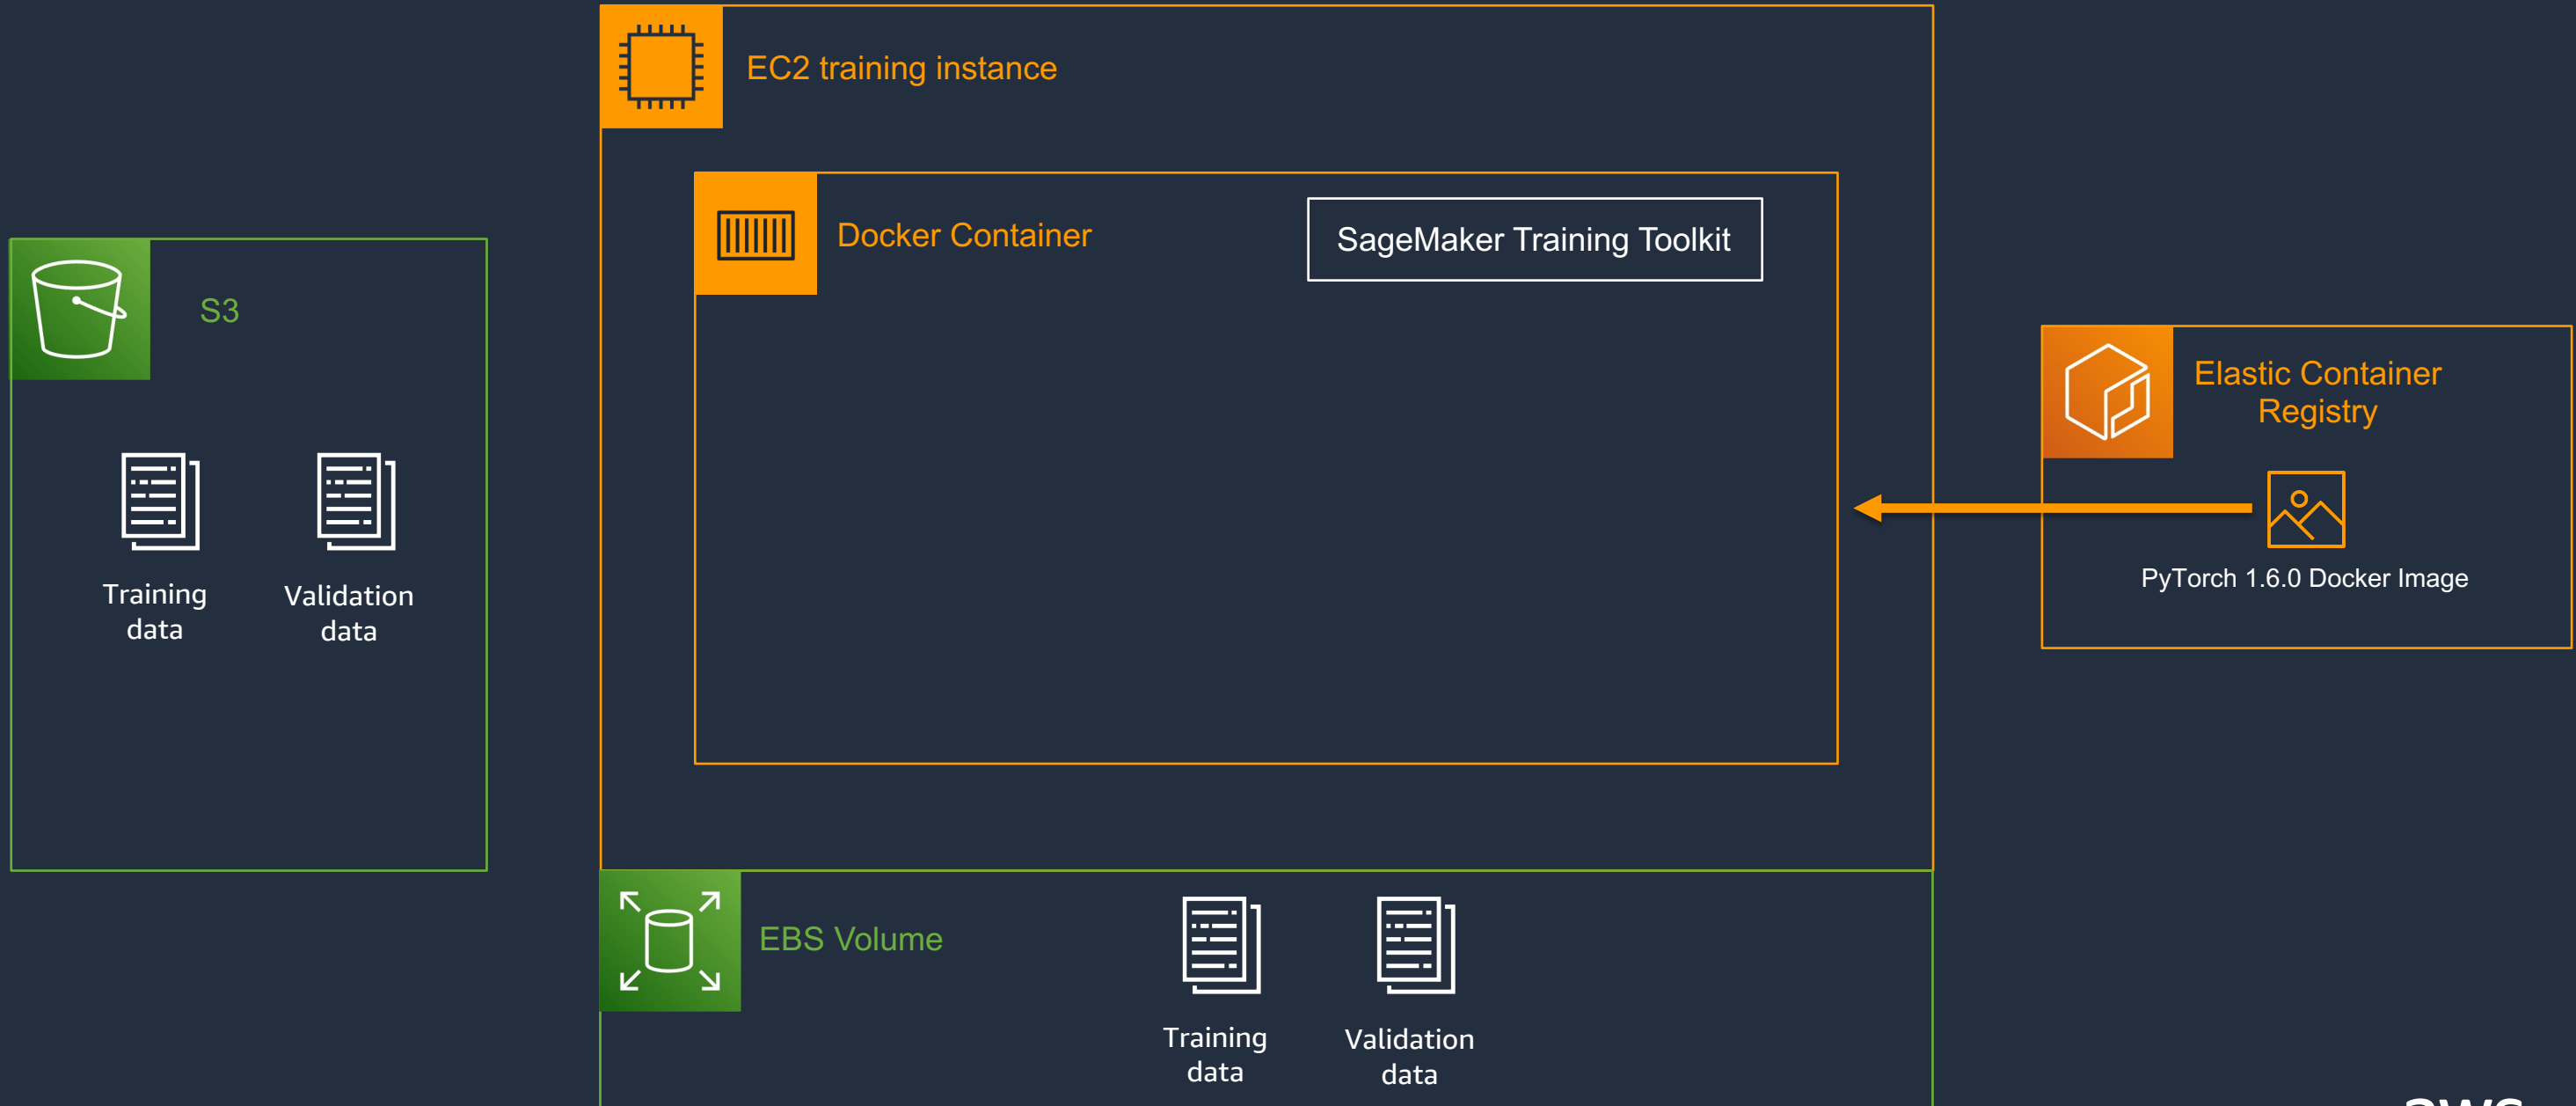 EC2 training instance
Docker Container
SageMaker Training Toolkit
S3
Training
data
Validation
data
Elastic Container
Registry
PyTorch 1.6.0 Docker Image
EBS Volume
Training
data
Validation
data
aws